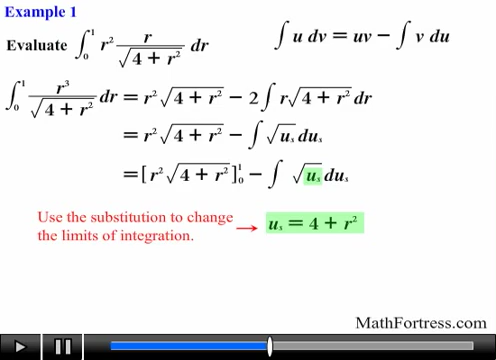 Example 1
Evaluate ∫₀¹ r² r/√(4 + r²) dr
∫ u dv = uv − ∫ v du
∫₀¹ r³/√(4 + r²) dr = r²√(4 + r²) − 2∫ r√(4 + r²) dr
= r²√(4 + r²) − ∫ √uₛ duₛ
= [r²√(4 + r²)]₀¹ − ∫ √uₛ duₛ
Use the substitution to change
the limits of integration. → uₛ = 4 + r²
MathFortress.com